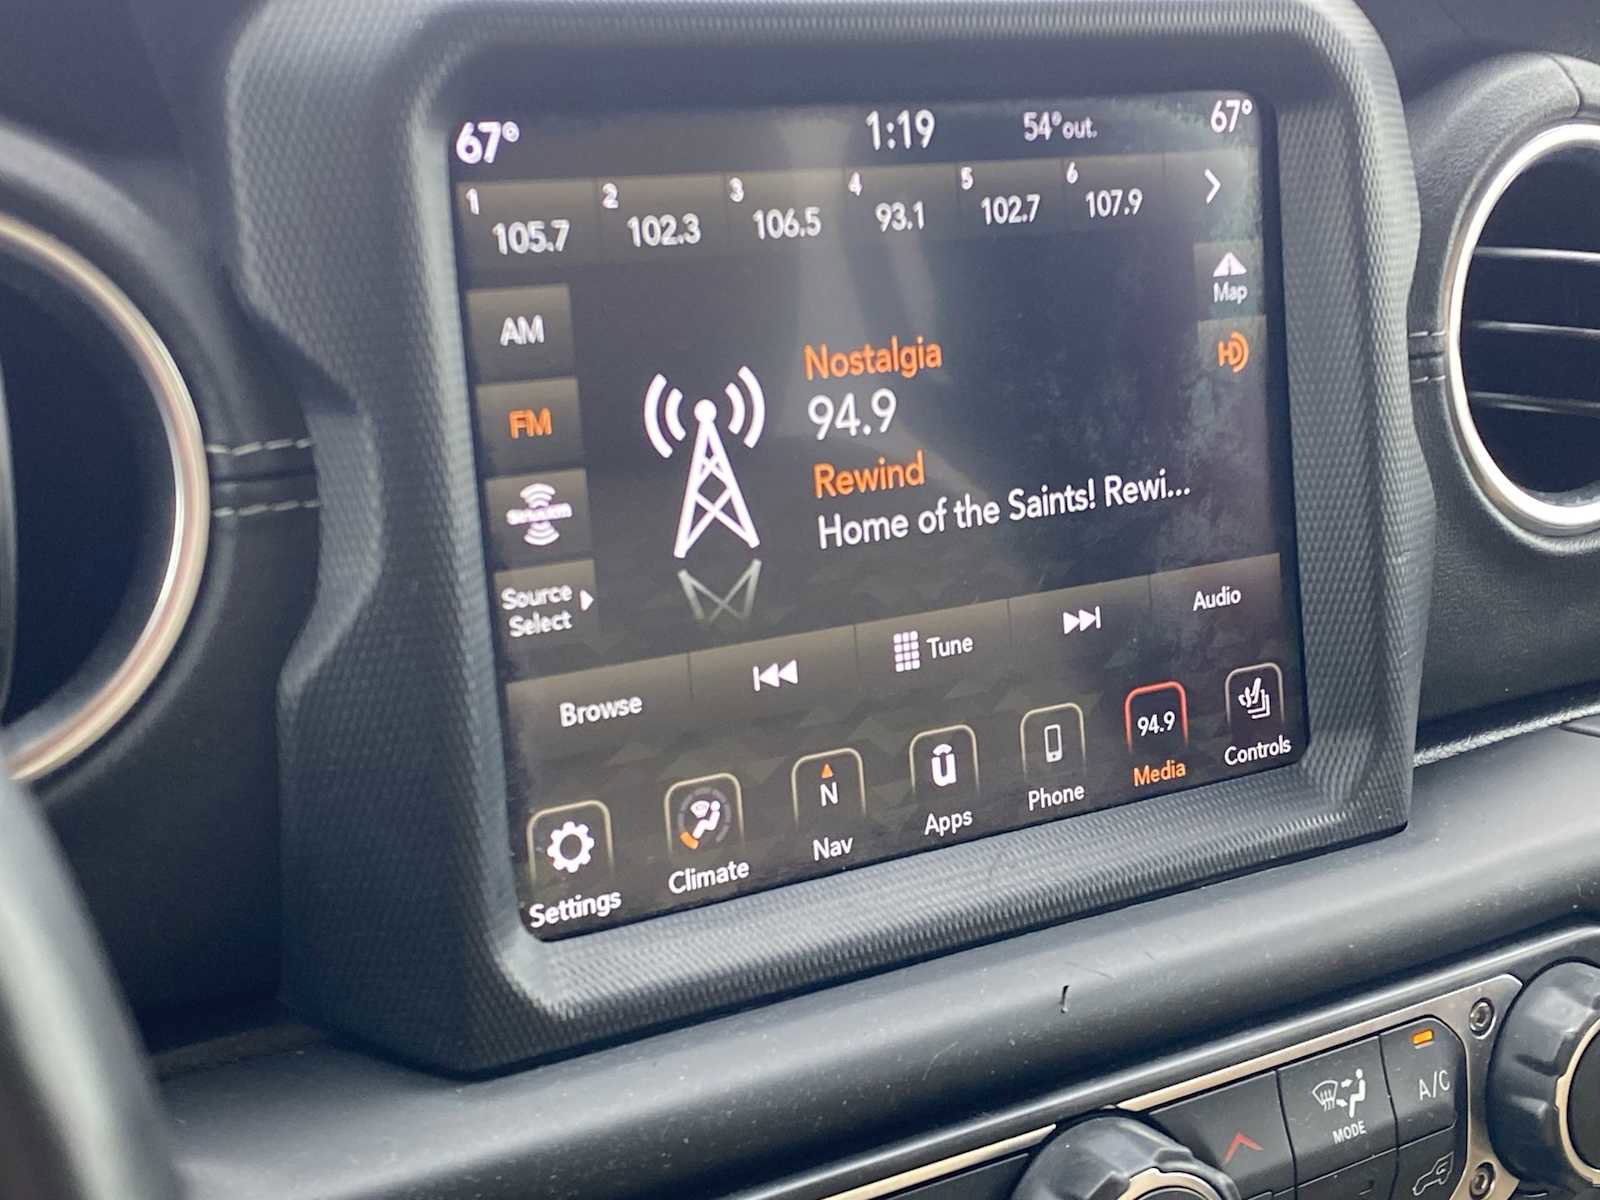 67°
1:19
54°out.
67°
1 105.7
2 102.3
3 106.5
4 93.1
5 102.7
6 107.9
AM
Map
Nostalgia
HD
94.9
FM
Rewind
SiriusXM
Home of the Saints! Rewi...
Source
Select
Browse
Tune
Audio
Settings
Climate
N
Nav
u
Apps
Phone
94.9
Media
Controls
MODE
A/C